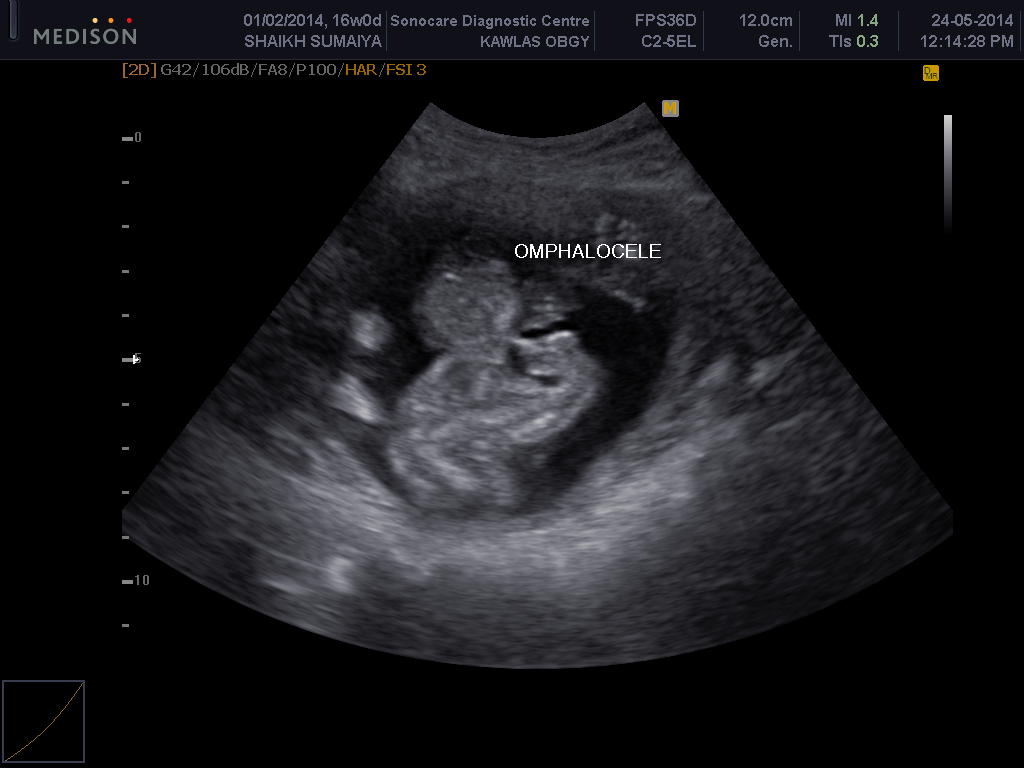 MEDISON
01/02/2014, 16w0d Sonocare Diagnostic Centre FPS36D 12.0cm MI 1.4 24-05-2014
SHAIKH SUMAIYA KAWLAS OBGY C2-5EL Gen. TIs 0.3 12:14:28 PM
[2D] G42/106dB/FA8/P100/HAR/FSI 3
M
0
OMPHALOCELE
5
10